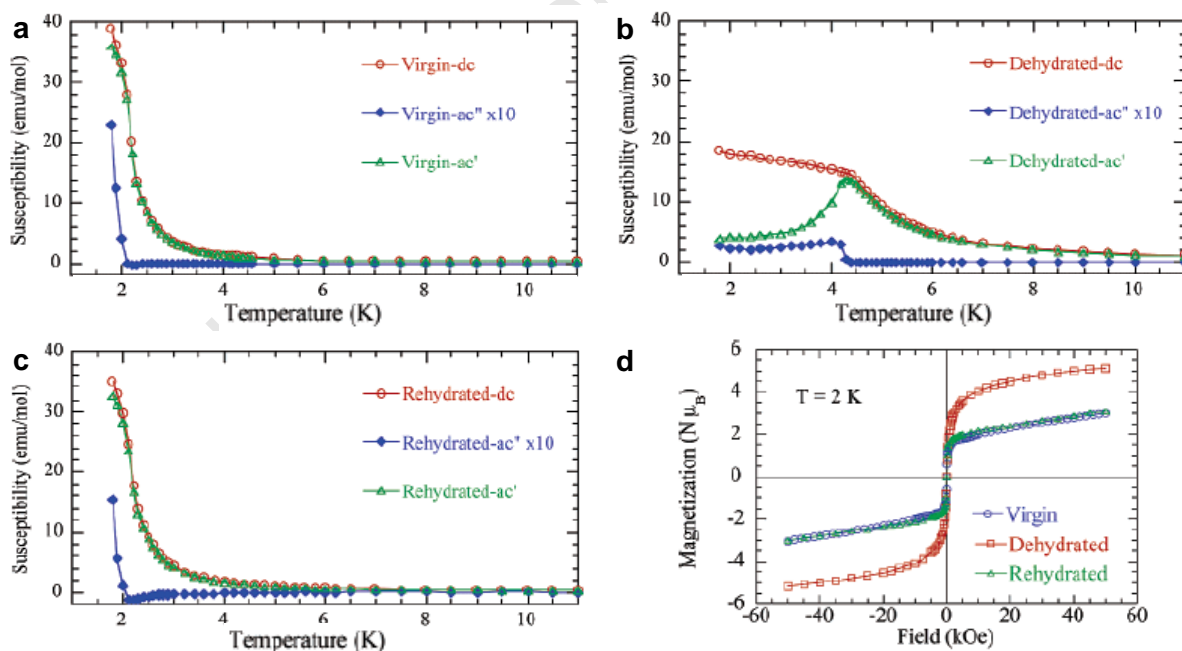 a
Susceptibility (emu/mol)
40
30
20
10
0
Virgin-dc
Virgin-ac" x10
Virgin-ac'
2 4 6 8 10
Temperature (K)
b
Susceptibility (emu/mol)
40
30
20
10
0
Dehydrated-dc
Dehydrated-ac" x10
Dehydrated-ac'
2 4 6 8 10
Temperature (K)
c
Susceptibility (emu/mol)
40
30
20
10
0
Rehydrated-dc
Rehydrated-ac" x10
Rehydrated-ac'
2 4 6 8 10
Temperature (K)
d
Magnetization (N μB)
6
4
2
0
-2
-4
-6
T = 2 K
Virgin
Dehydrated
Rehydrated
-60 -40 -20 0 20 40 60
Field (kOe)